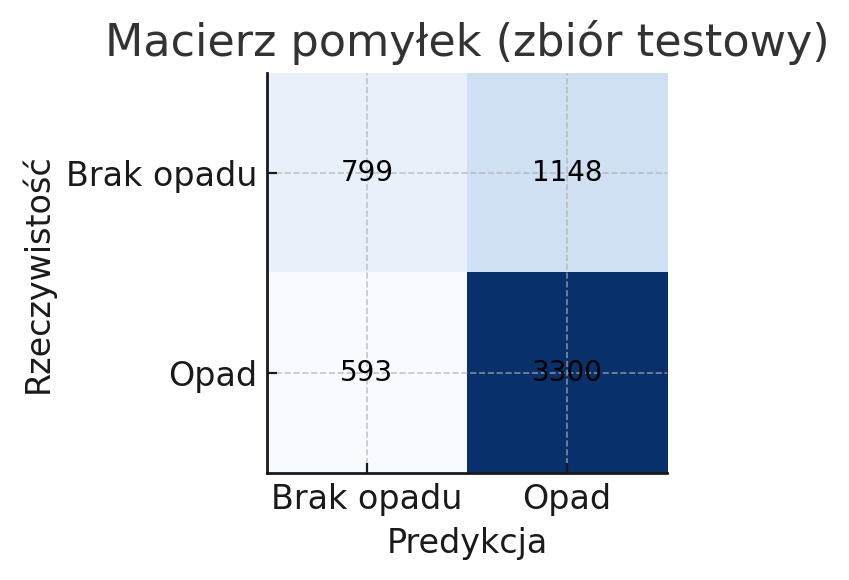 Macierz pomyłek (zbiór testowy)
Rzeczywistość
Brak opadu
799
1148
Opad
593
3300
Brak opadu
Opad
Predykcja